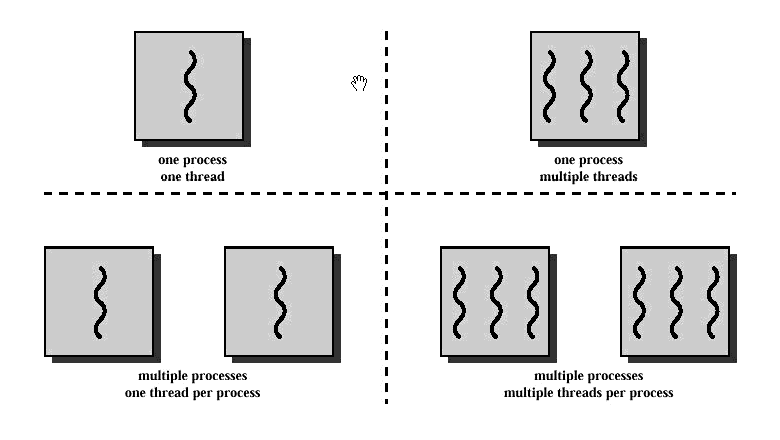 one process
one thread
one process
multiple threads
multiple processes
one thread per process
multiple processes
multiple threads per process